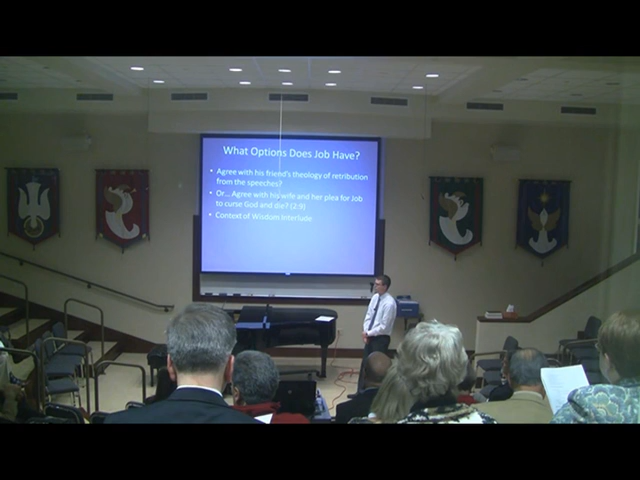 What Options Does Job Have?
• Agree with his friend's theology of retribution
from the speeches?
• Or... Agree with his wife and her plea for Job
to curse God and die? (2:9)
• Context of Wisdom Interlude